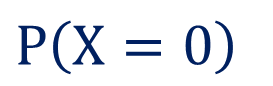 P(X = 0)